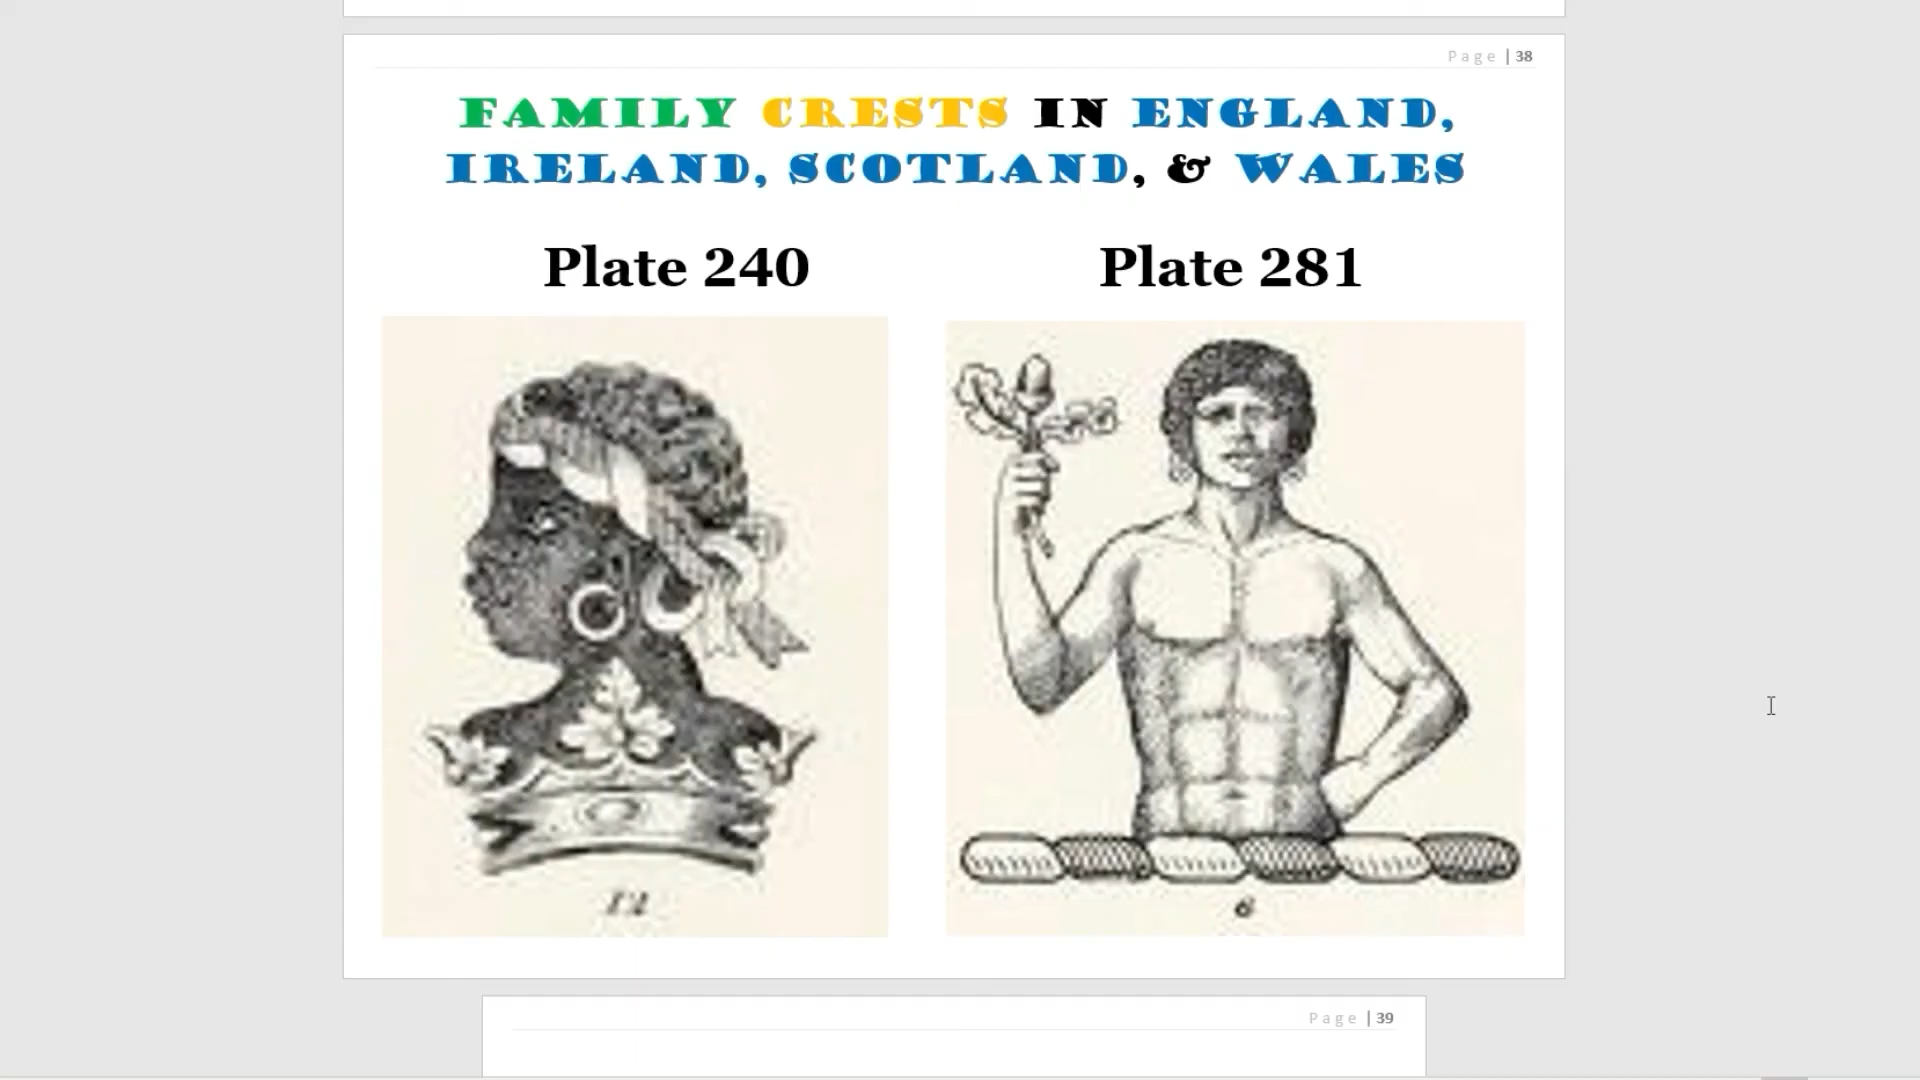 Page | 38
FAMILY CRESTS IN ENGLAND,
IRELAND, SCOTLAND, & WALES
Plate 240
Plate 281
12
6
Page | 39